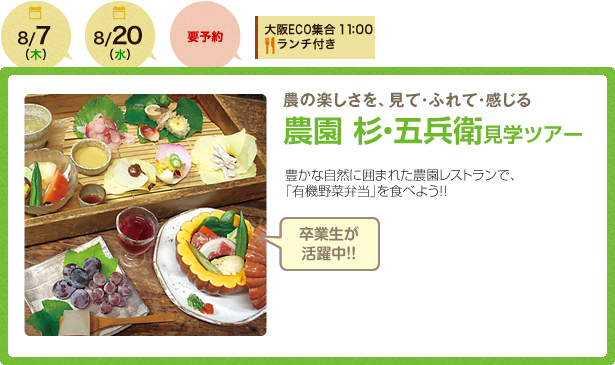 8/7
(木)
8/20
(水)
要予約
大阪ECO集合 11:00
ランチ付き
農の楽しさを、見て・ふれて・感じる
農園 杉・五兵衛見学ツアー
豊かな自然に囲まれた農園レストランで、
「有機野菜弁当」を食べよう!!
卒業生が
活躍中!!